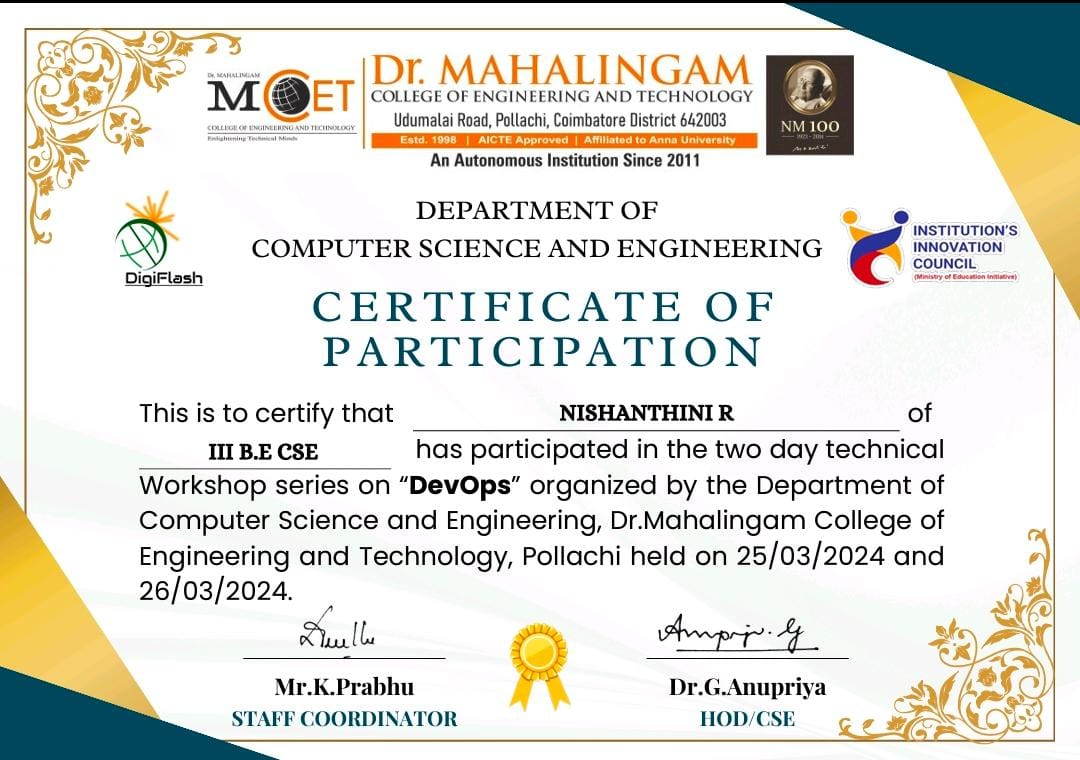 Dr. MAHALINGAM
MCET
COLLEGE OF ENGINEERING AND TECHNOLOGY
Enlightening Technical Minds
Dr. MAHALINGAM
COLLEGE OF ENGINEERING AND TECHNOLOGY
Udumalai Road, Pollachi, Coimbatore District 642003
Estd. 1998 | AICTE Approved | Affiliated to Anna University
An Autonomous Institution Since 2011
NM 100
1923 - 2014
DigiFlash
DEPARTMENT OF
COMPUTER SCIENCE AND ENGINEERING
INSTITUTION'S
INNOVATION
COUNCIL
(Ministry of Education Initiative)
CERTIFICATE OF
PARTICIPATION
This is to certify that NISHANTHINI R of
III B.E CSE has participated in the two day technical
Workshop series on “DevOps” organized by the Department of
Computer Science and Engineering, Dr.Mahalingam College of
Engineering and Technology, Pollachi held on 25/03/2024 and
26/03/2024.
Anupriya.G
Mr.K.Prabhu
STAFF COORDINATOR
Dr.G.Anupriya
HOD/CSE